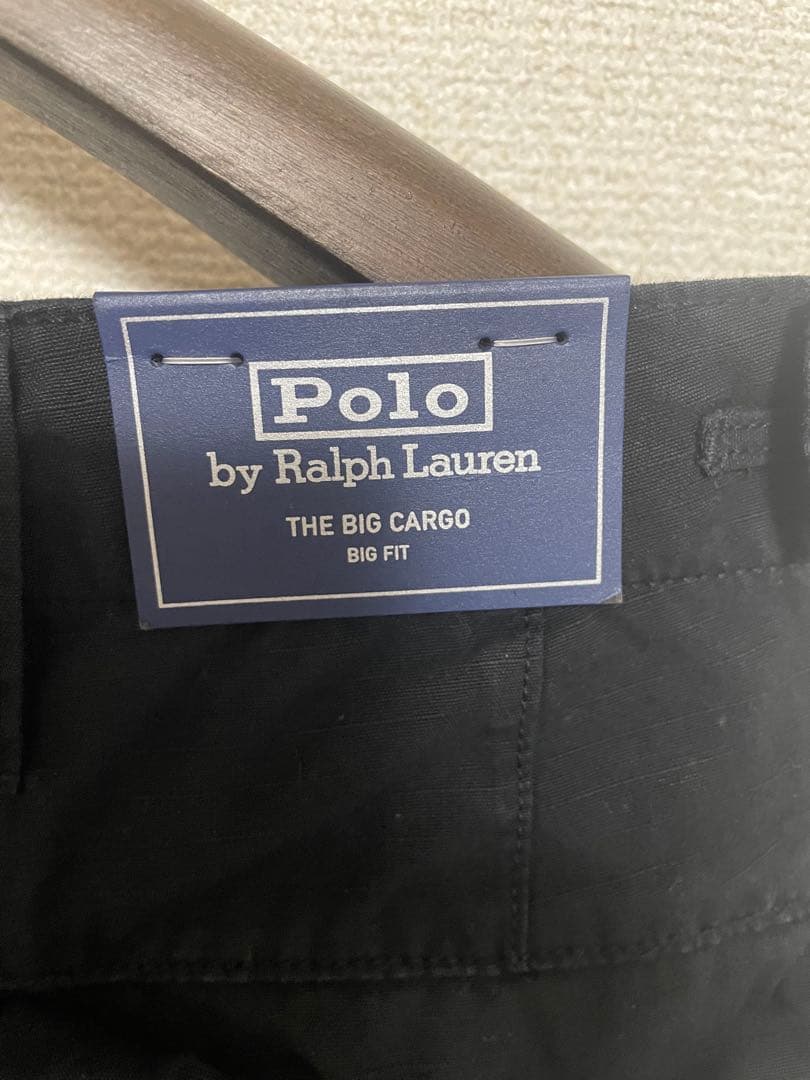 Polo
by Ralph Lauren
THE BIG CARGO
BIG FIT